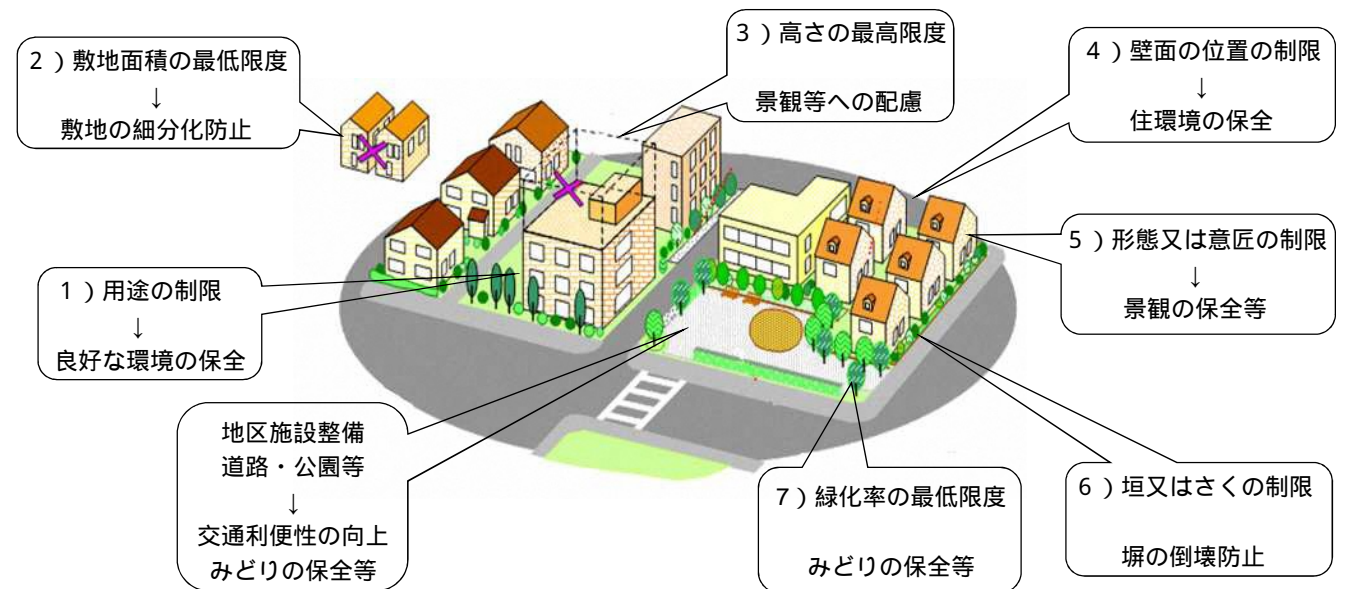 1）用途の制限
↓
良好な環境の保全
2）敷地面積の最低限度
↓
敷地の細分化防止
3）高さの最高限度
景観等への配慮
4）壁面の位置の制限
↓
住環境の保全
5）形態又は意匠の制限
↓
景観の保全等
6）垣又はさくの制限
塀の倒壊防止
7）緑化率の最低限度
みどりの保全等
地区施設整備
道路・公園等
↓
交通利便性の向上
みどりの保全等